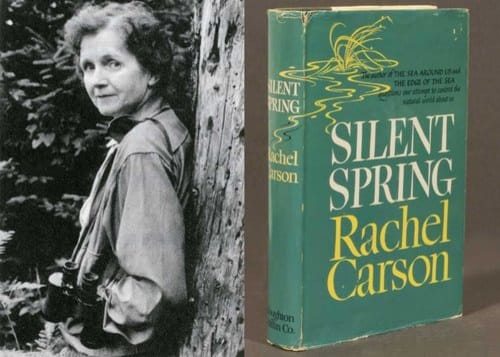 SILENT
SPRING
Rachel
Carson
Houghton
Mifflin Co.
The author of THE SEA AROUND US and
THE EDGE OF THE SEA
our attempt to control the
natural world about us
SILENT
SPRING
Rachel
Carson